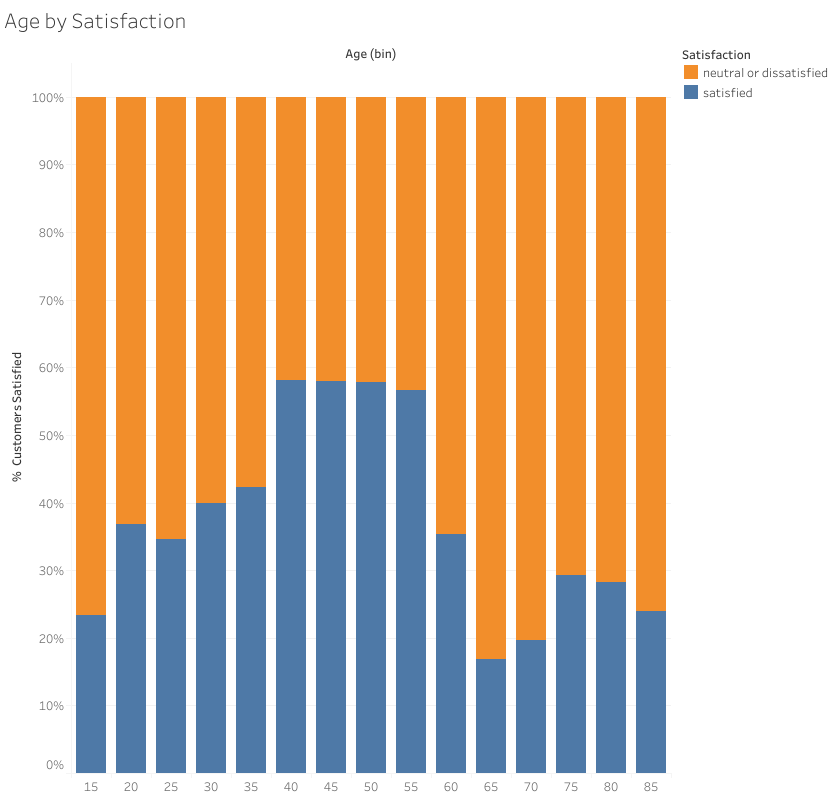 Age by Satisfaction
Age (bin)
Satisfaction
neutral or dissatisfied
satisfied
% Customers Satisfied
100%
90%
80%
70%
60%
50%
40%
30%
20%
10%
0%
15 20 25 30 35 40 45 50 55 60 65 70 75 80 85